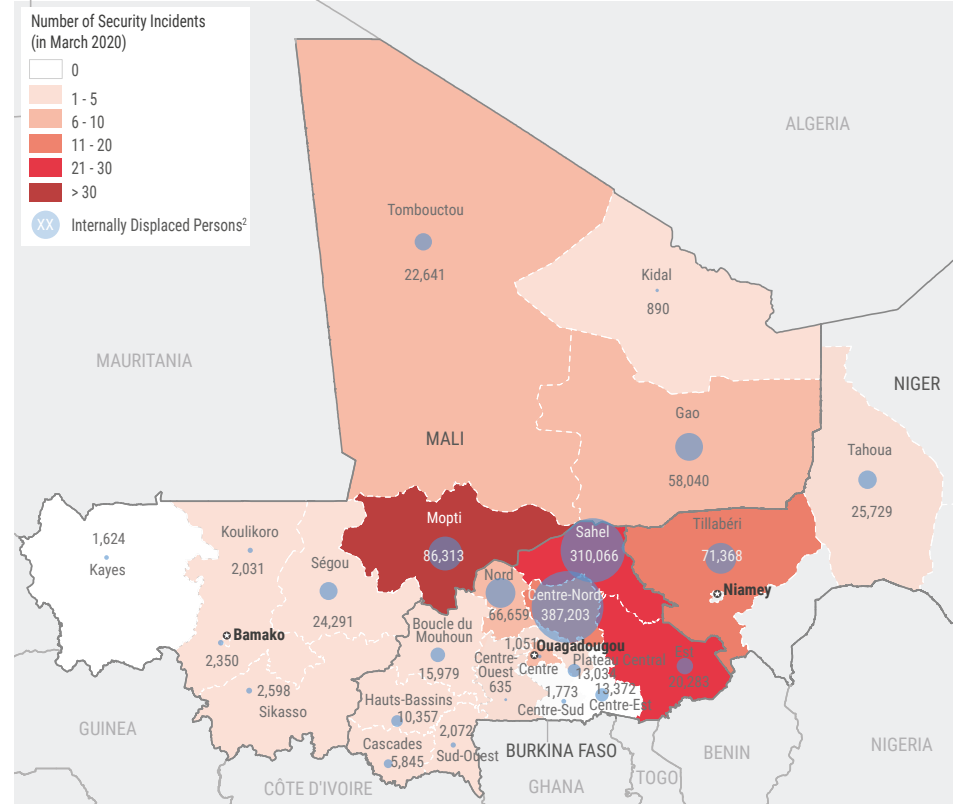 Number of Security Incidents
(in March 2020)
0
1 - 5
6 - 10
11 - 20
21 - 30
> 30
XX Internally Displaced Persons2
ALGERIA
Tombouctou
22,641
Kidal
890
MAURITANIA
NIGER
Gao
MALI
58,040
Tahoua
25,729
Mopti
86,313
Sahel
310,066
Tillabéri
71,368
1,624
Kayes
Koulikoro
2,031
Ségou
24,291
Nord
66,659
Centre-Nord
387,203
Niamey
Bamako
2,350
Boucle du
Mouhoun
15,979
1,051
Ouagadougou
Centre
Plateau Central
Est
Centre-
Ouest
635
2,598
Sikasso
13,372
Centre-Est
1,773
Centre-Sud
Hauts-Bassins
10,357
2,072
Sud-Ouest
Cascades
5,845
GUINEA
BURKINA FASO
BENIN
NIGERIA
CÔTE D'IVOIRE
GHANA
TOGO